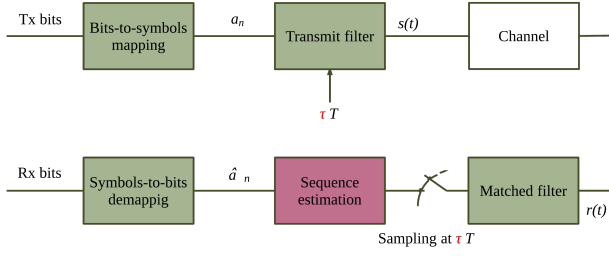 Tx bits
Bits-to-symbols
mapping
aₙ
Transmit filter
s(t)
Channel
τ T
Rx bits
Symbols-to-bits
demappig
â ₙ
Sequence
estimation
Matched filter
r(t)
Sampling at τ T